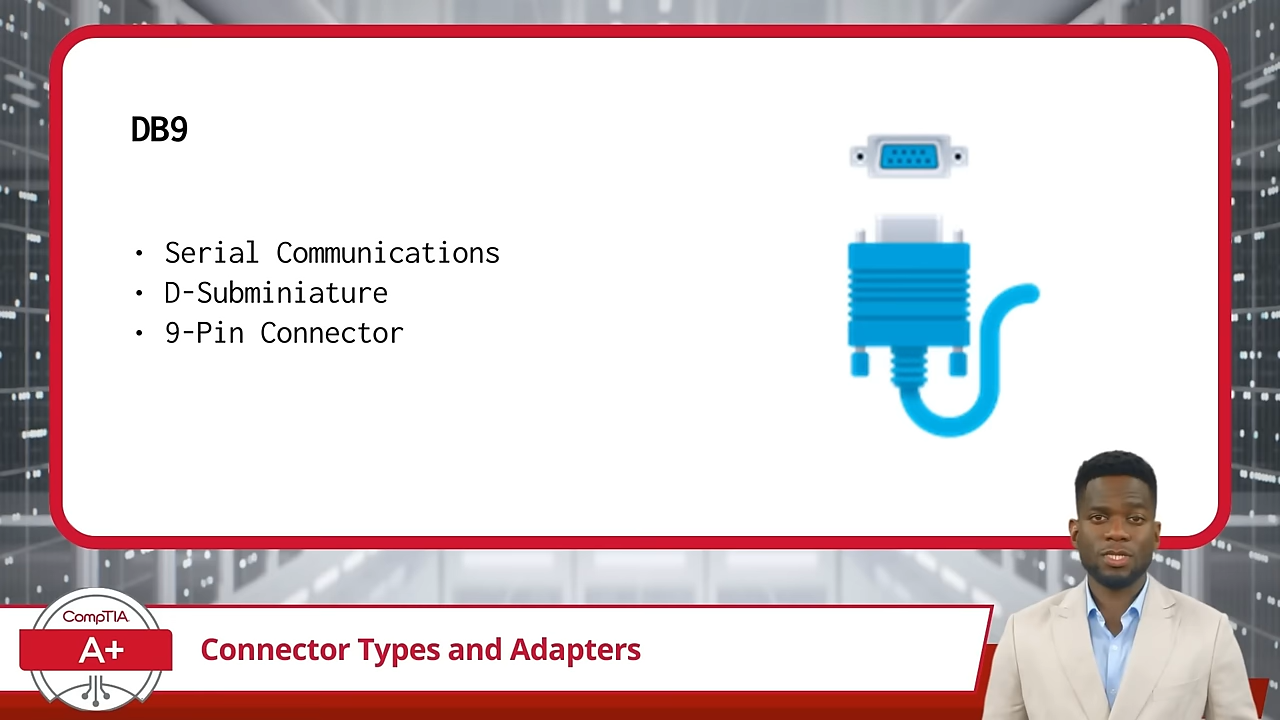 DB9
• Serial Communications
• D-Subminiature
• 9-Pin Connector
CompTIA.
A+
Connector Types and Adapters